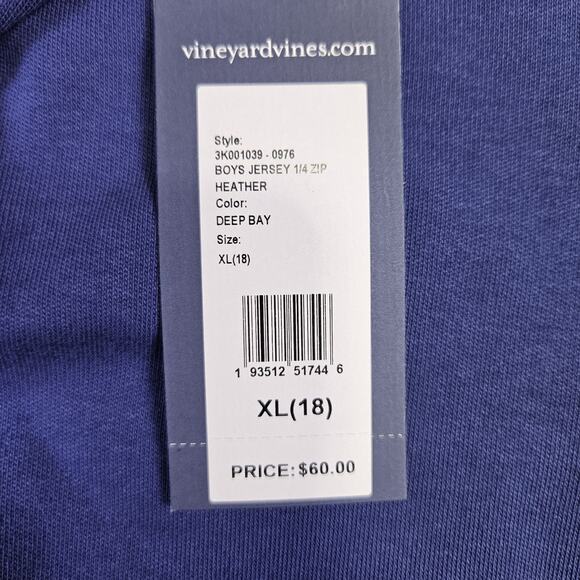 vineyardvines.com
Style:
3K001039 - 0976
BOYS JERSEY 1/4 ZIP
HEATHER
Color:
DEEP BAY
Size:
XL(18)
1 93512 51744 6
XL(18)
PRICE: $60.00